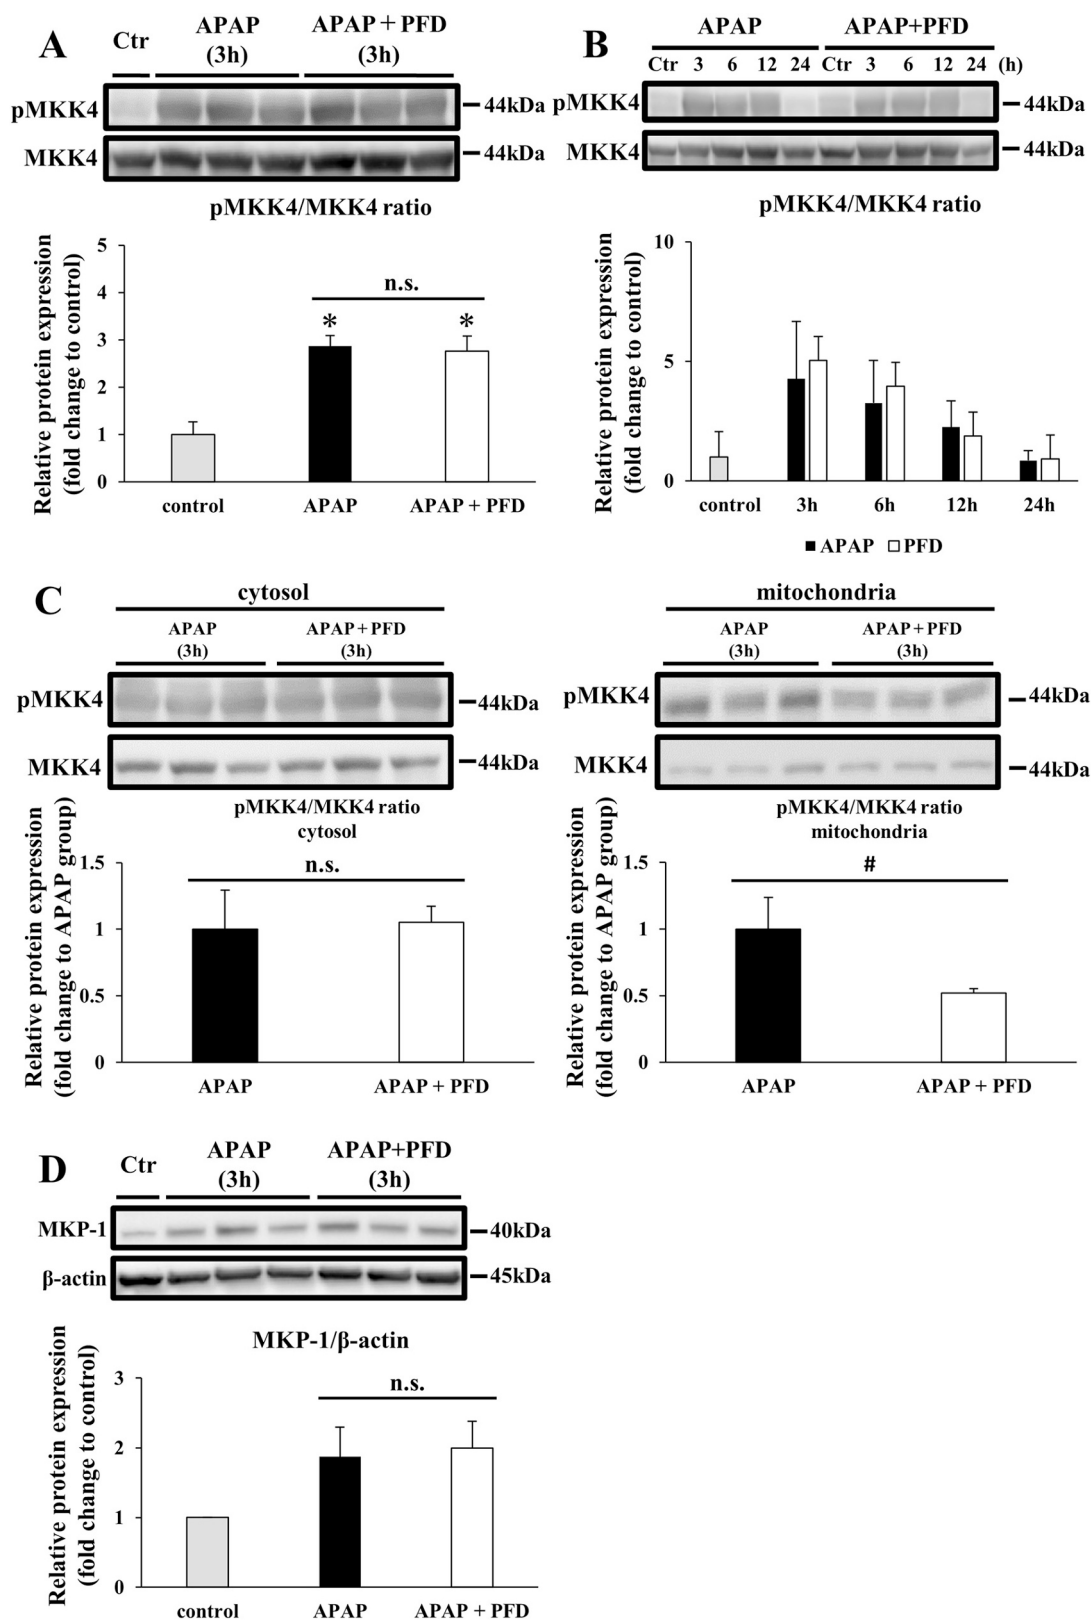 A
Ctr APAP (3h) APAP + PFD (3h)
pMKK4 44kDa
MKK4 44kDa
pMKK4/MKK4 ratio
Relative protein expression
(fold change to control)
5
4
3
2
1
0
n.s.
* *
control APAP APAP + PFD
B
APAP APAP+PFD
Ctr 3 6 12 24 Ctr 3 6 12 24 (h)
pMKK4 44kDa
MKK4 44kDa
pMKK4/MKK4 ratio
Relative protein expression
(fold change to control)
10
5
0
control 3h 6h 12h 24h
APAP PFD
C
cytosol
APAP (3h) APAP + PFD (3h)
pMKK4 44kDa
MKK4 44kDa
pMKK4/MKK4 ratio
cytosol
Relative protein expression
(fold change to APAP group)
1.5
1
0.5
0
n.s.
APAP APAP + PFD
mitochondria
APAP (3h) APAP + PFD (3h)
pMKK4 44kDa
MKK4 44kDa
pMKK4/MKK4 ratio
mitochondria
Relative protein expression
(fold change to APAP group)
1.5
1
0.5
0
#
APAP APAP + PFD
D
Ctr APAP (3h) APAP+PFD (3h)
MKP-1 40kDa
β-actin 45kDa
MKP-1/β-actin
Relative protein expression
(fold change to control)
3
2
1
0
n.s.
control APAP APAP + PFD